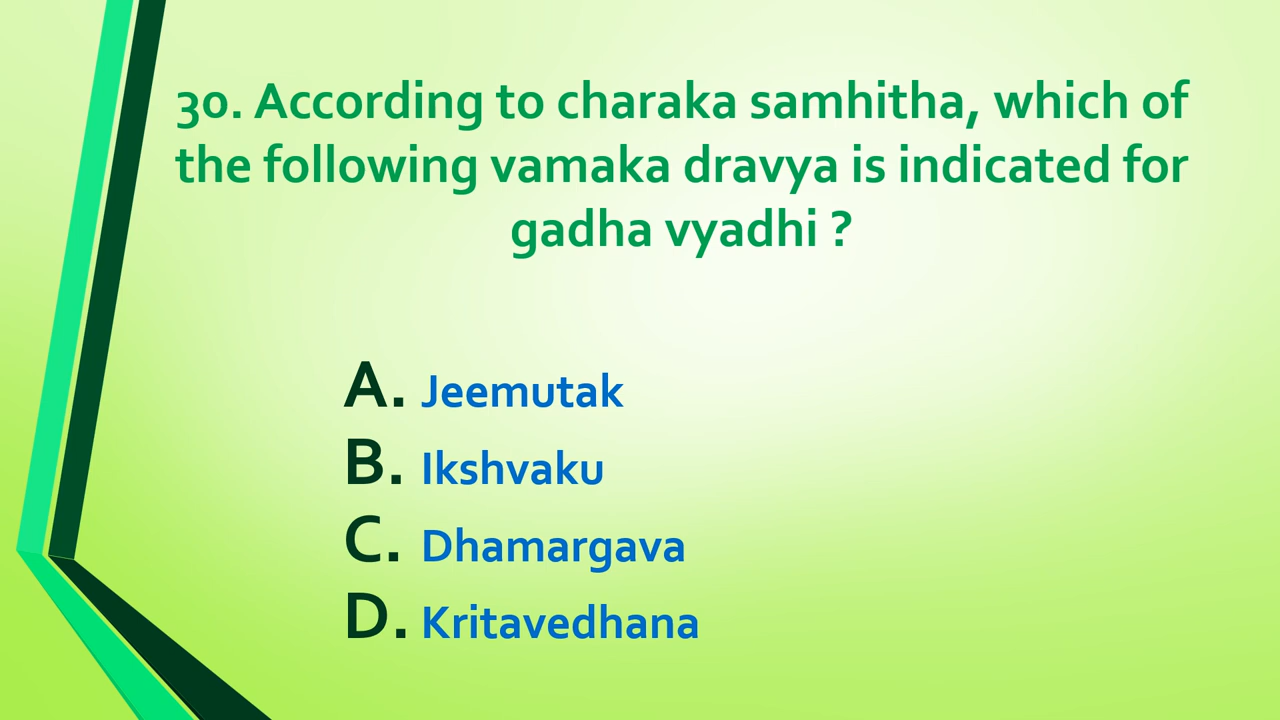 30. According to charaka samhitha, which of
the following vamaka dravya is indicated for
gadha vyadhi ?
A. Jeemutak
B. Ikshvaku
C. Dhamargava
D. Kritavedhana